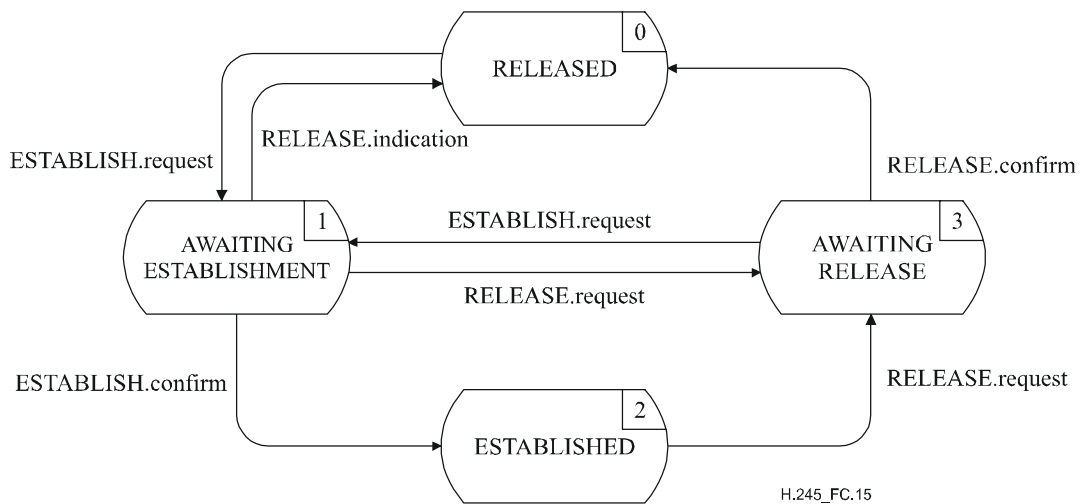 0
RELEASED
RELEASE.indication
ESTABLISH.request
RELEASE.confirm
1
AWAITING
ESTABLISHMENT
ESTABLISH.request
RELEASE.request
3
AWAITING
RELEASE
ESTABLISH.confirm
RELEASE.request
2
ESTABLISHED
H.245_FC.15